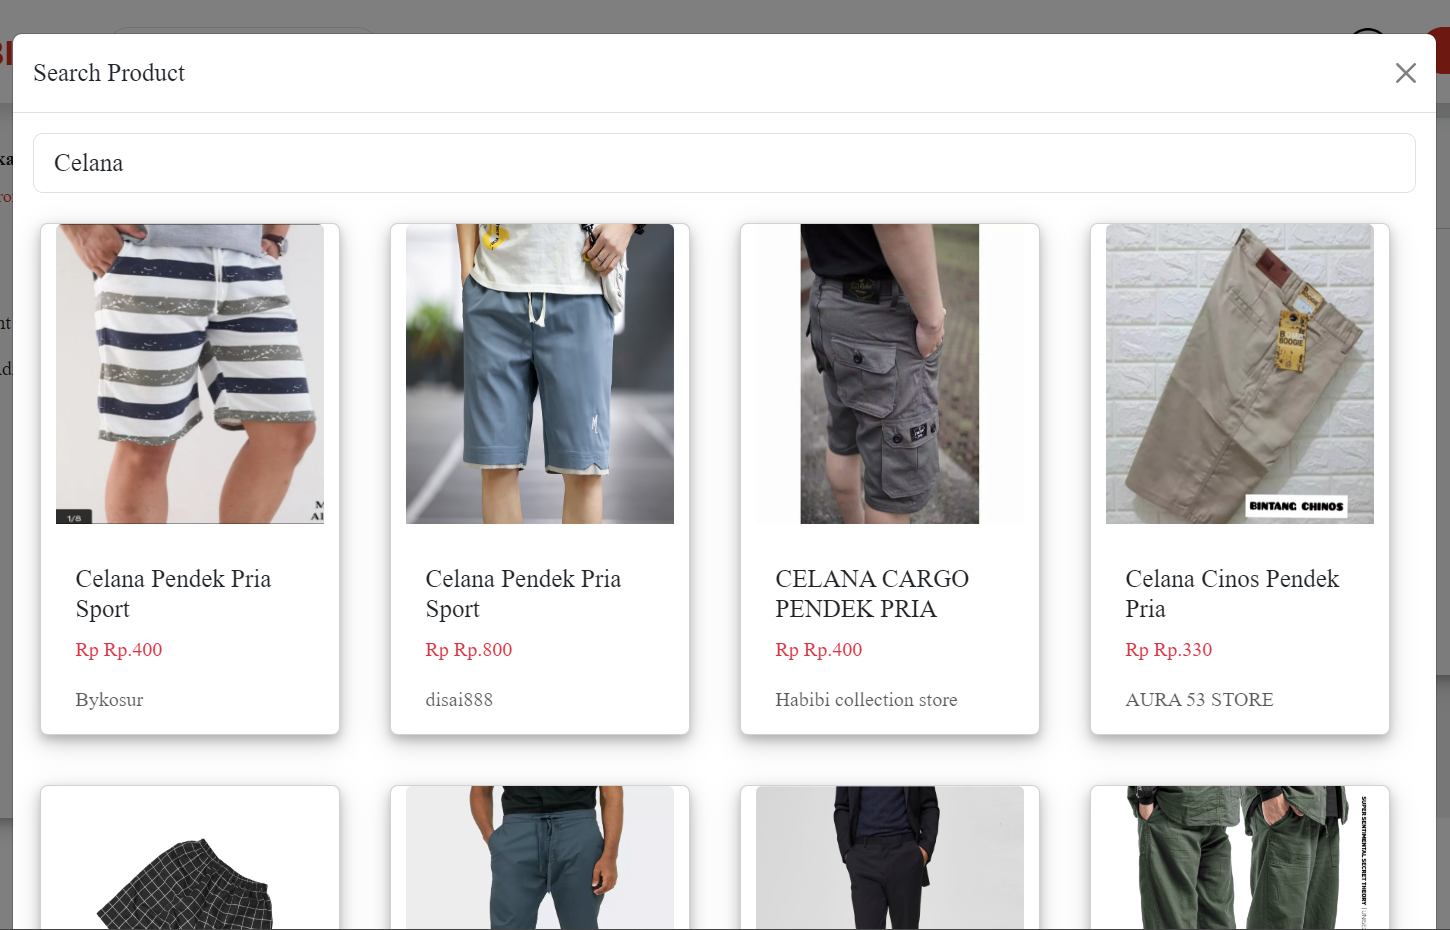 Search Product
Celana
1/8
Celana Pendek Pria
Sport
Rp Rp.400
Bykosur
Celana Pendek Pria
Sport
Rp Rp.800
disai888
CELANA CARGO
PENDEK PRIA
Rp Rp.400
Habibi collection store
BOOGIE
BINTANG CHINOS
Celana Cinos Pendek
Pria
Rp Rp.330
AURA 53 STORE
SUPER SENTIMENTAL SECRET THEORY